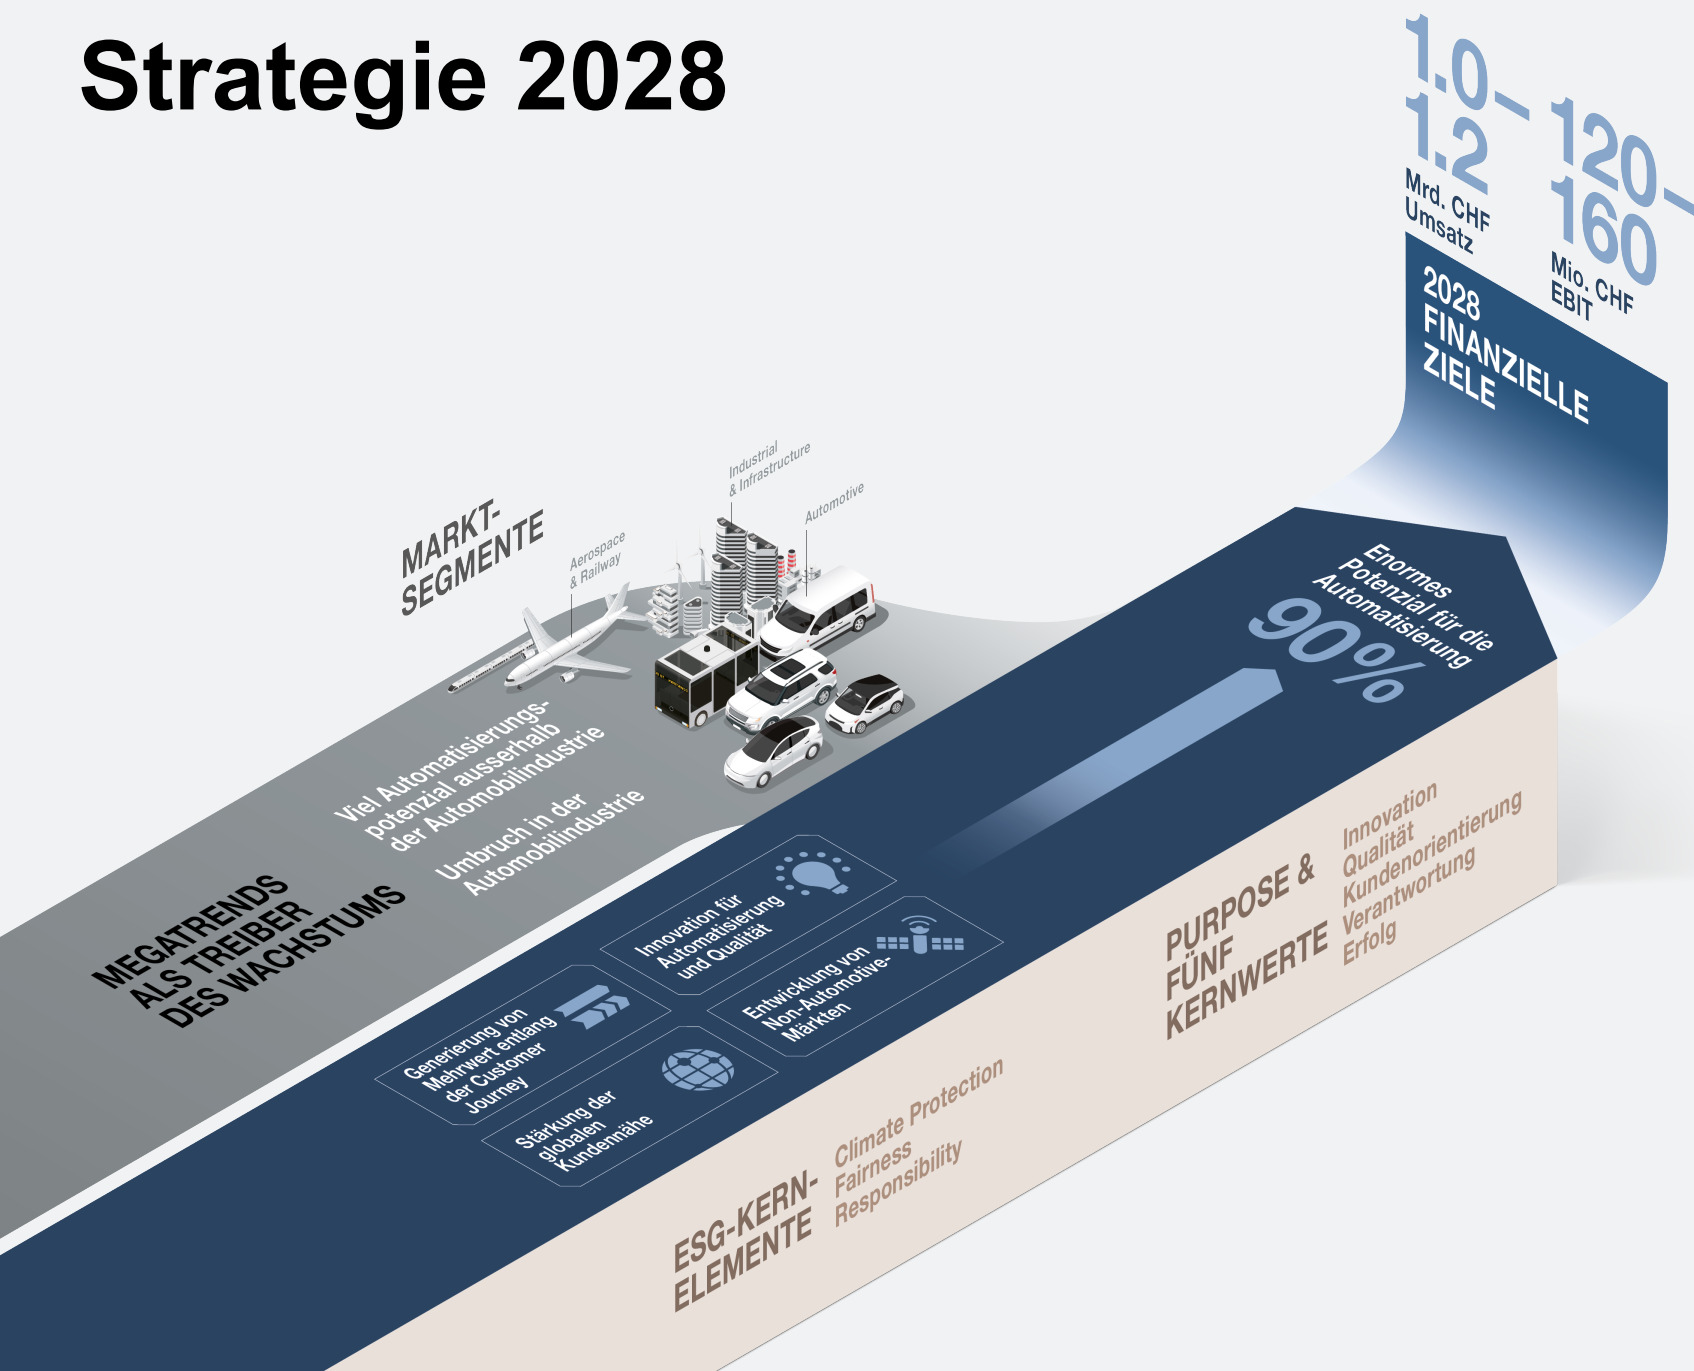 Strategie 2028
1.0–
1.2
Mrd. CHF
Umsatz
120–
160
Mio. CHF
EBIT
2028
FINANZIELLE
ZIELE
MARKT-
SEGMENTE
Aerospace
& Railway
Industrial
& Infrastructure
Automotive
Viel Automatisierungs-
potenzial ausserhalb
der Automobilindustrie
Umbruch in der
Automobilindustrie
MEGATRENDS
ALS TREIBER
DES WACHSTUMS
Enormes
Potenzial für die
Automatisierung
90%
Innovation für
Automatisierung
und Qualität
Entwicklung von
Non-Automotive-
Märkten
Generierung von
Mehrwert entlang
der Customer
Journey
Stärkung der
globalen
Kundennähe
PURPOSE &
FÜNF
KERNWERTE
Innovation
Qualität
Kundenorientierung
Verantwortung
Erfolg
ESG-KERN-
ELEMENTE
Climate Protection
Fairness
Responsibility